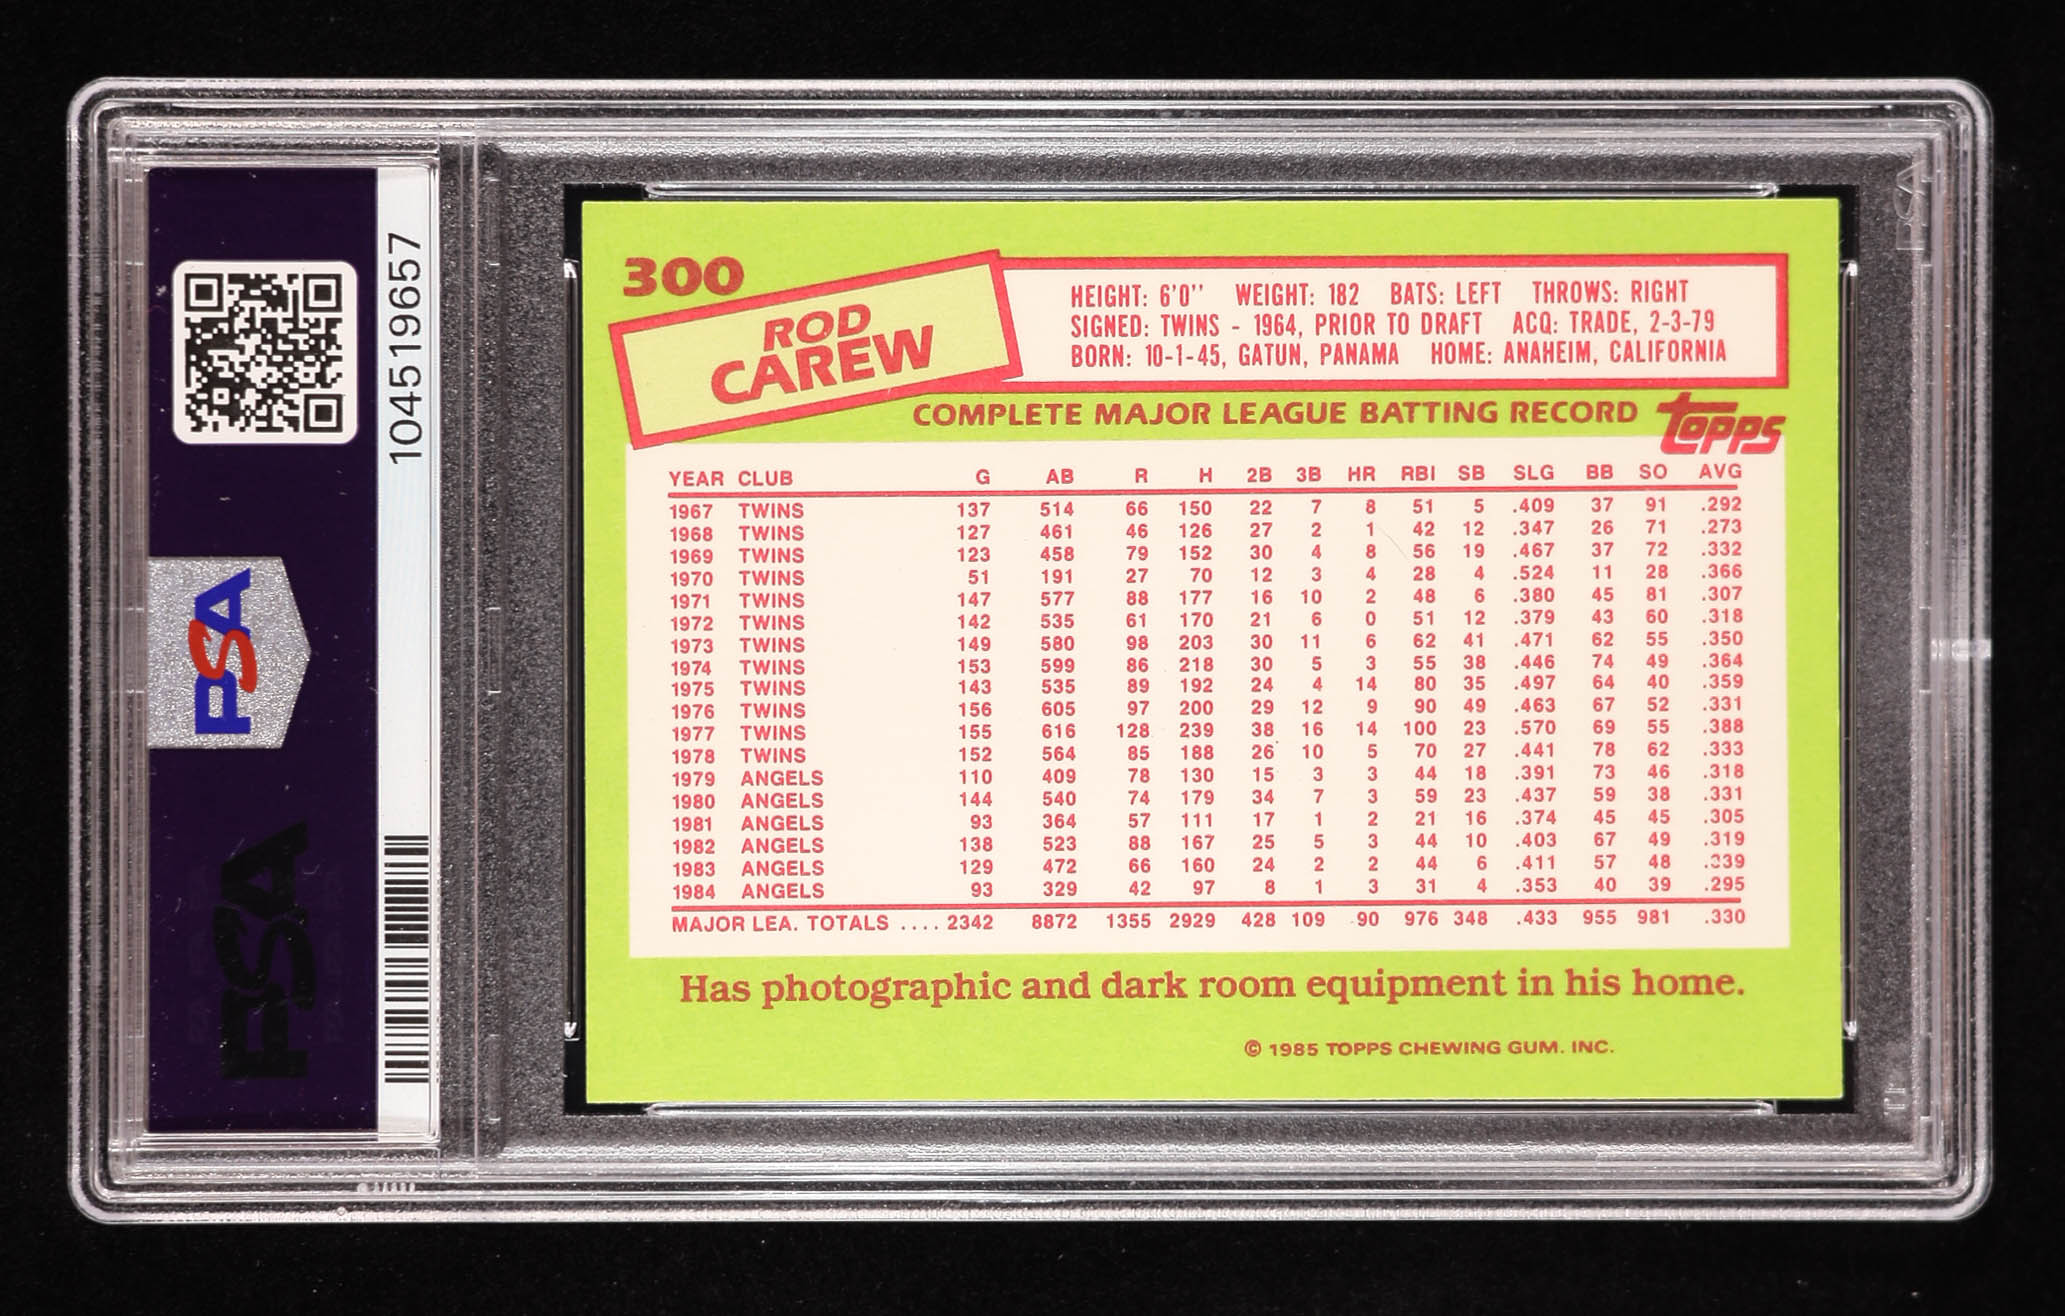 104519657
PSA
PSA
300
ROD
CAREW
HEIGHT: 6'0'' WEIGHT: 182 BATS: LEFT THROWS: RIGHT
SIGNED: TWINS - 1964, PRIOR TO DRAFT ACQ: TRADE, 2-3-79
BORN: 10-1-45, GATUN, PANAMA HOME: ANAHEIM, CALIFORNIA
COMPLETE MAJOR LEAGUE BATTING RECORD
Topps
YEAR CLUB G AB R H 2B 3B HR RBI SB SLG BB SO AVG
1967 TWINS 137 514 66 150 22 7 8 51 5 .409 37 91 .292
1968 TWINS 127 461 46 126 27 2 1 42 12 .347 26 71 .273
1969 TWINS 123 458 79 152 30 4 8 56 19 .467 37 72 .332
1970 TWINS 51 191 27 70 12 3 4 28 4 .524 11 28 .366
1971 TWINS 147 577 88 177 16 10 2 48 6 .380 45 81 .307
1972 TWINS 142 535 61 170 21 6 0 51 12 .379 43 60 .318
1973 TWINS 149 580 98 203 30 11 6 62 41 .471 62 55 .350
1974 TWINS 153 599 86 218 30 5 3 55 38 .446 74 49 .364
1975 TWINS 143 535 89 192 24 4 14 80 35 .497 64 40 .359
1976 TWINS 156 605 97 200 29 12 9 90 49 .463 67 52 .331
1977 TWINS 155 616 128 239 38 16 14 100 23 .570 69 55 .388
1978 TWINS 152 564 85 188 26 10 5 70 27 .441 78 62 .333
1979 ANGELS 110 409 78 130 15 3 3 44 18 .391 73 46 .318
1980 ANGELS 144 540 74 179 34 7 3 59 23 .437 59 38 .331
1981 ANGELS 93 364 57 111 17 1 2 21 16 .374 45 45 .305
1982 ANGELS 138 523 88 167 25 5 3 44 10 .403 67 49 .319
1983 ANGELS 129 472 66 160 24 2 2 44 6 .411 57 48 .339
1984 ANGELS 93 329 42 97 8 1 3 31 4 .353 40 39 .295
MAJOR LEA. TOTALS .... 2342 8872 1355 2929 428 109 90 976 348 .433 955 981 .330
Has photographic and dark room equipment in his home.
© 1985 TOPPS CHEWING GUM. INC.